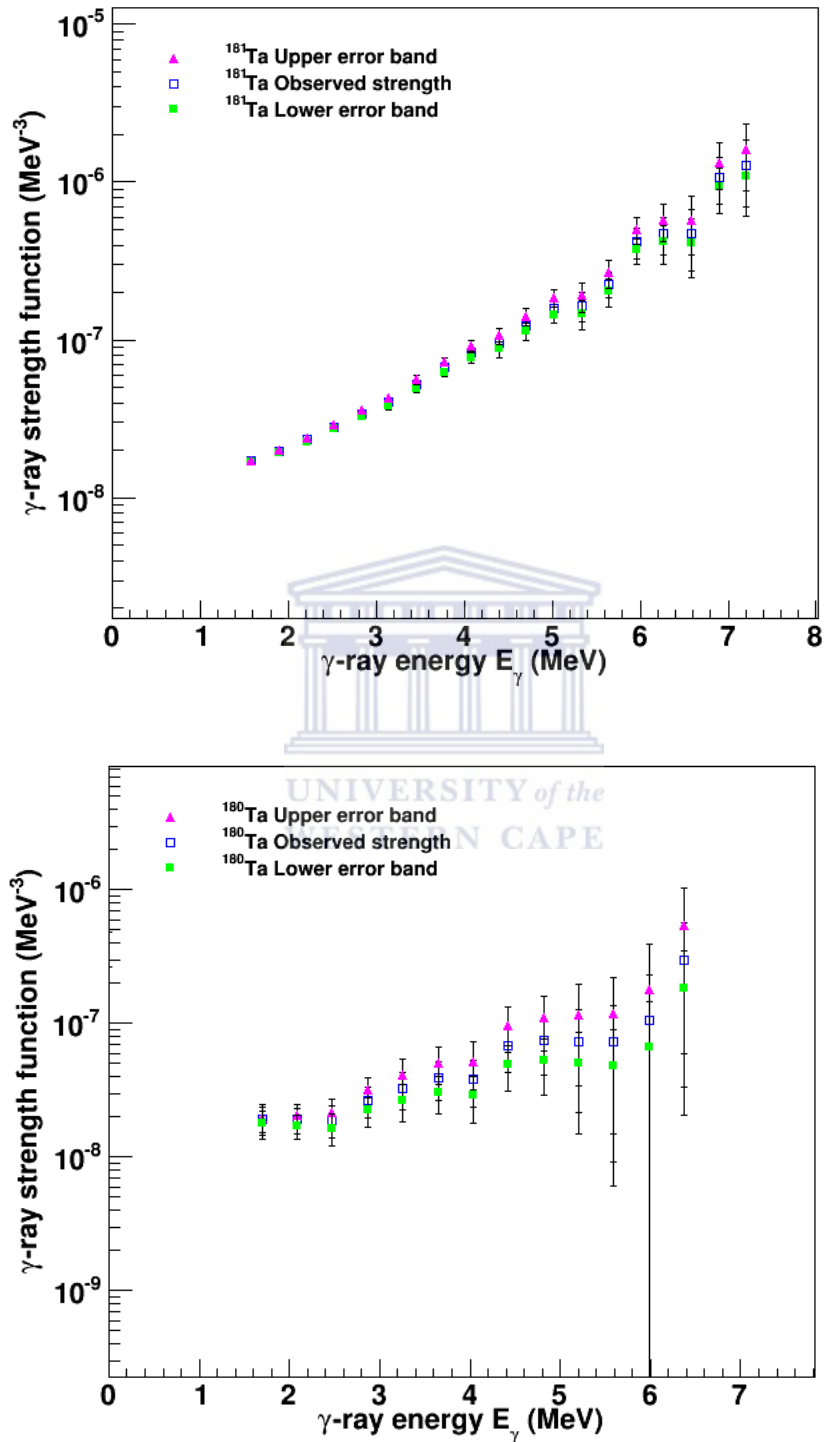 10⁻⁵
¹⁸¹Ta Upper error band
¹⁸¹Ta Observed strength
¹⁸¹Ta Lower error band
10⁻⁶
10⁻⁷
10⁻⁸
γ-ray strength function (MeV⁻³)
0 1 2 3 4 5 6 7 8
γ-ray energy E_γ (MeV)
UNIVERSITY of the
WESTERN CAPE
¹⁸⁰Ta Upper error band
¹⁸⁰Ta Observed strength
¹⁸⁰Ta Lower error band
10⁻⁶
10⁻⁷
10⁻⁸
10⁻⁹
γ-ray strength function (MeV⁻³)
0 1 2 3 4 5 6 7
γ-ray energy E_γ (MeV)